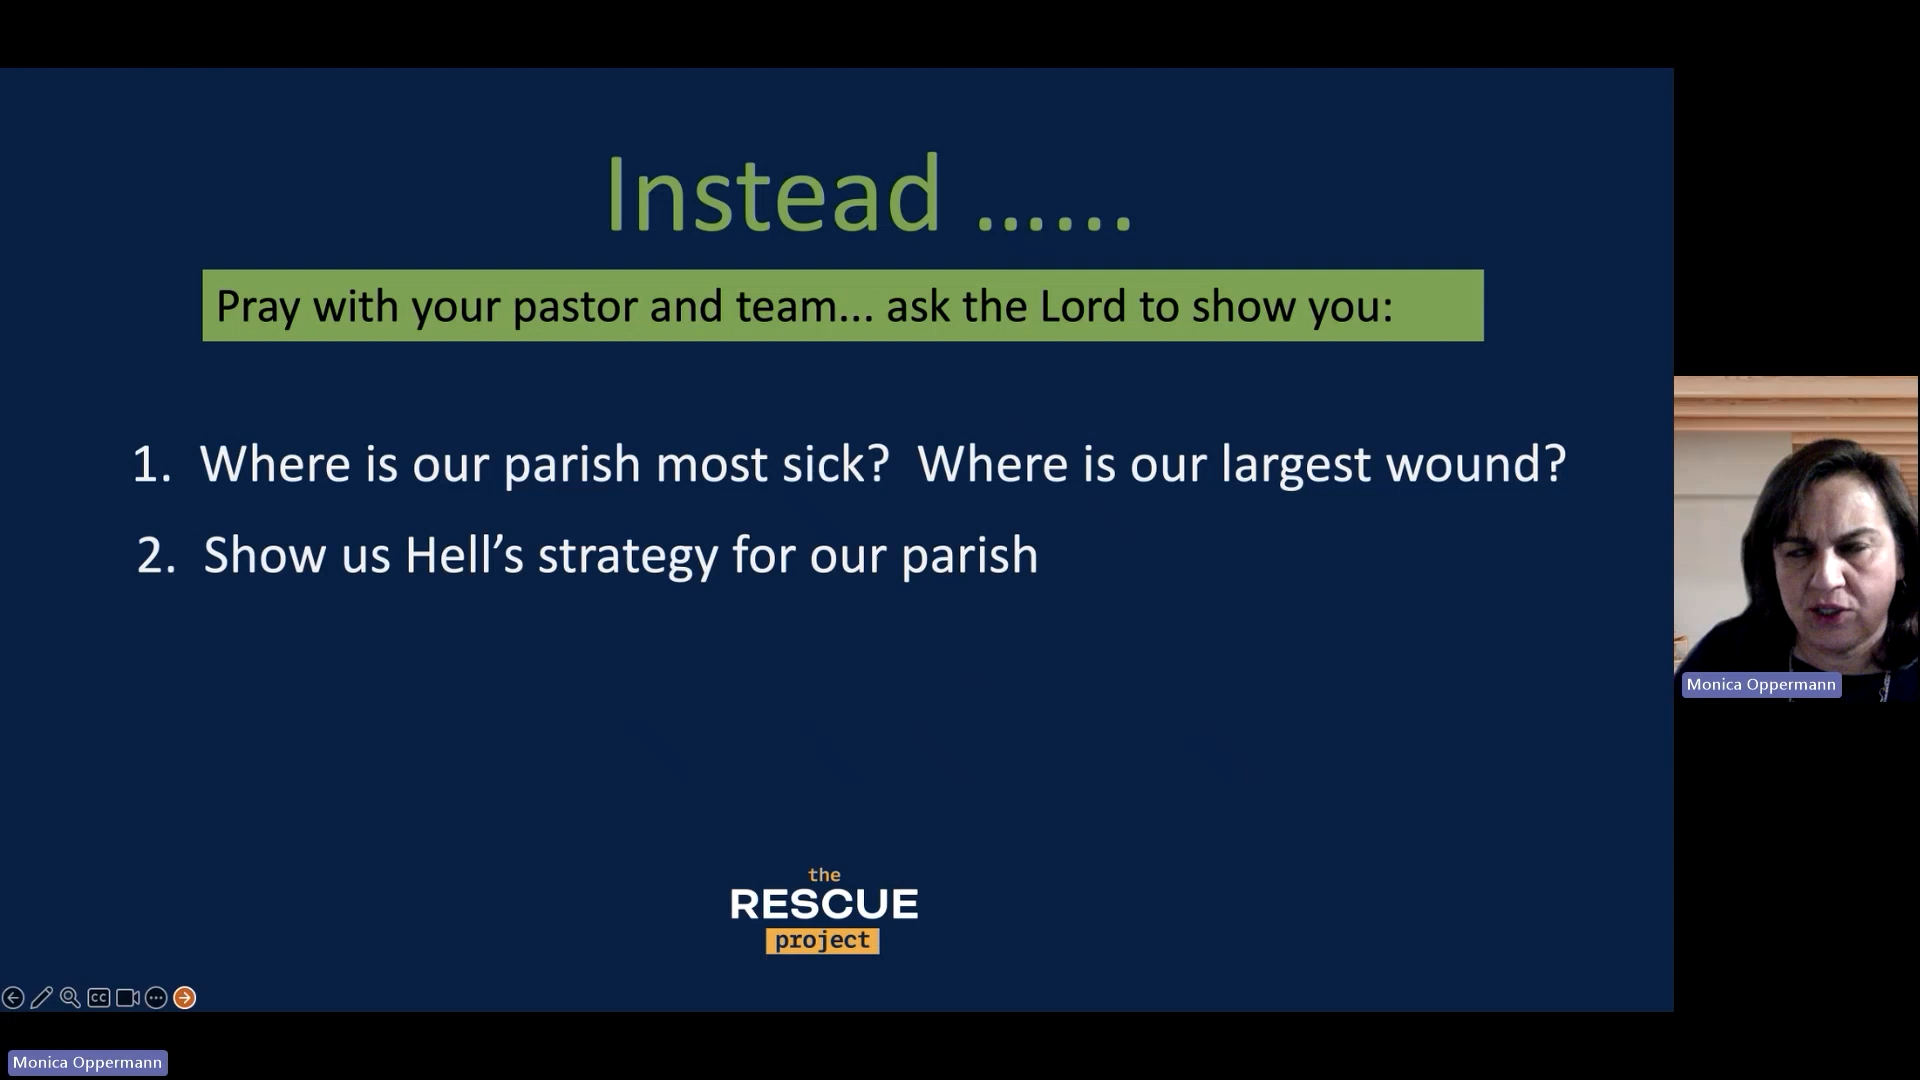 Instead ......
Pray with your pastor and team... ask the Lord to show you:
1. Where is our parish most sick?  Where is our largest wound?
2. Show us Hell’s strategy for our parish
the
RESCUE
project
CC
Monica Oppermann
Monica Oppermann